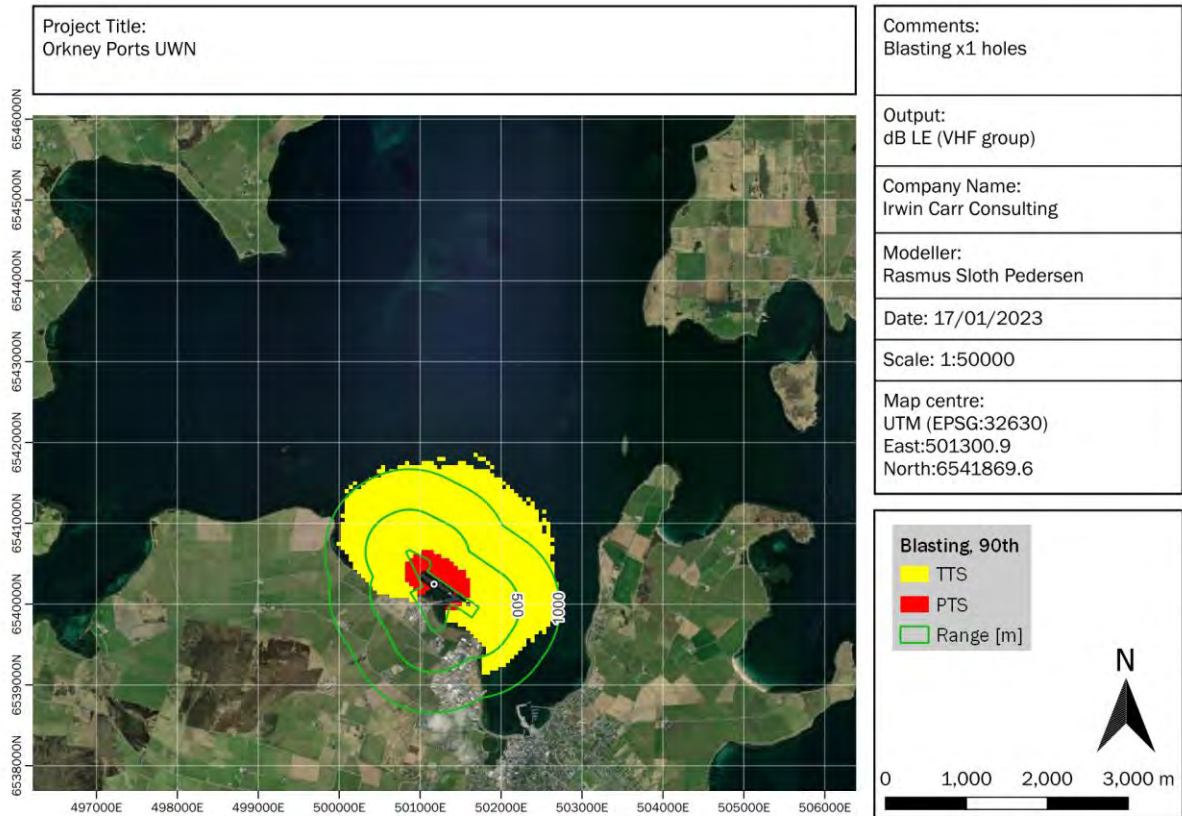 Project Title:
Orkney Ports UWN
Comments:
Blasting x1 holes
Output:
dB LE (VHF group)
Company Name:
Irwin Carr Consulting
Modeller:
Rasmus Sloth Pedersen
Date: 17/01/2023
Scale: 1:50000
Map centre:
UTM (EPSG:32630)
East:501300.9
North:6541869.6
6546000N
6545000N
6544000N
6543000N
6542000N
6541000N
6540000N
6539000N
6538000N
500
1000
497000E
498000E
499000E
500000E
501000E
502000E
503000E
504000E
505000E
506000E
Blasting, 90th
TTS
PTS
Range [m]
N
0 1,000 2,000 3,000 m